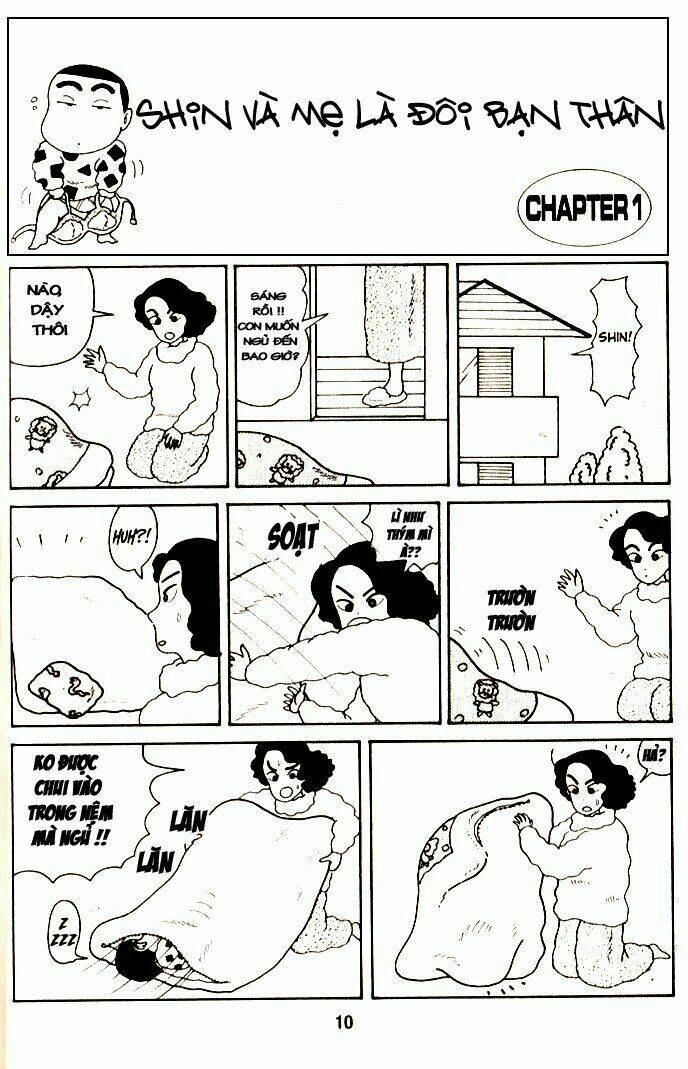 SHIN VÀ MẸ LÀ ĐÔI BẠN THÂN
CHAPTER 1
SHIN!
SÁNG
RỒI !!
CON MUỐN
NGỦ ĐẾN
BAO GIỜ?
NÀO,
DẬY
THÔI
TRƯỜN
TRƯỜN
LÌ NHƯ
THÝM MÌ
À??
SOẠT
HUH?!
HẢ?
LĂN
LĂN
KO ĐƯỢC
CHUI VÀO
TRONG NỆM
MÀ NGỦ !!
Z
ZZZ
10